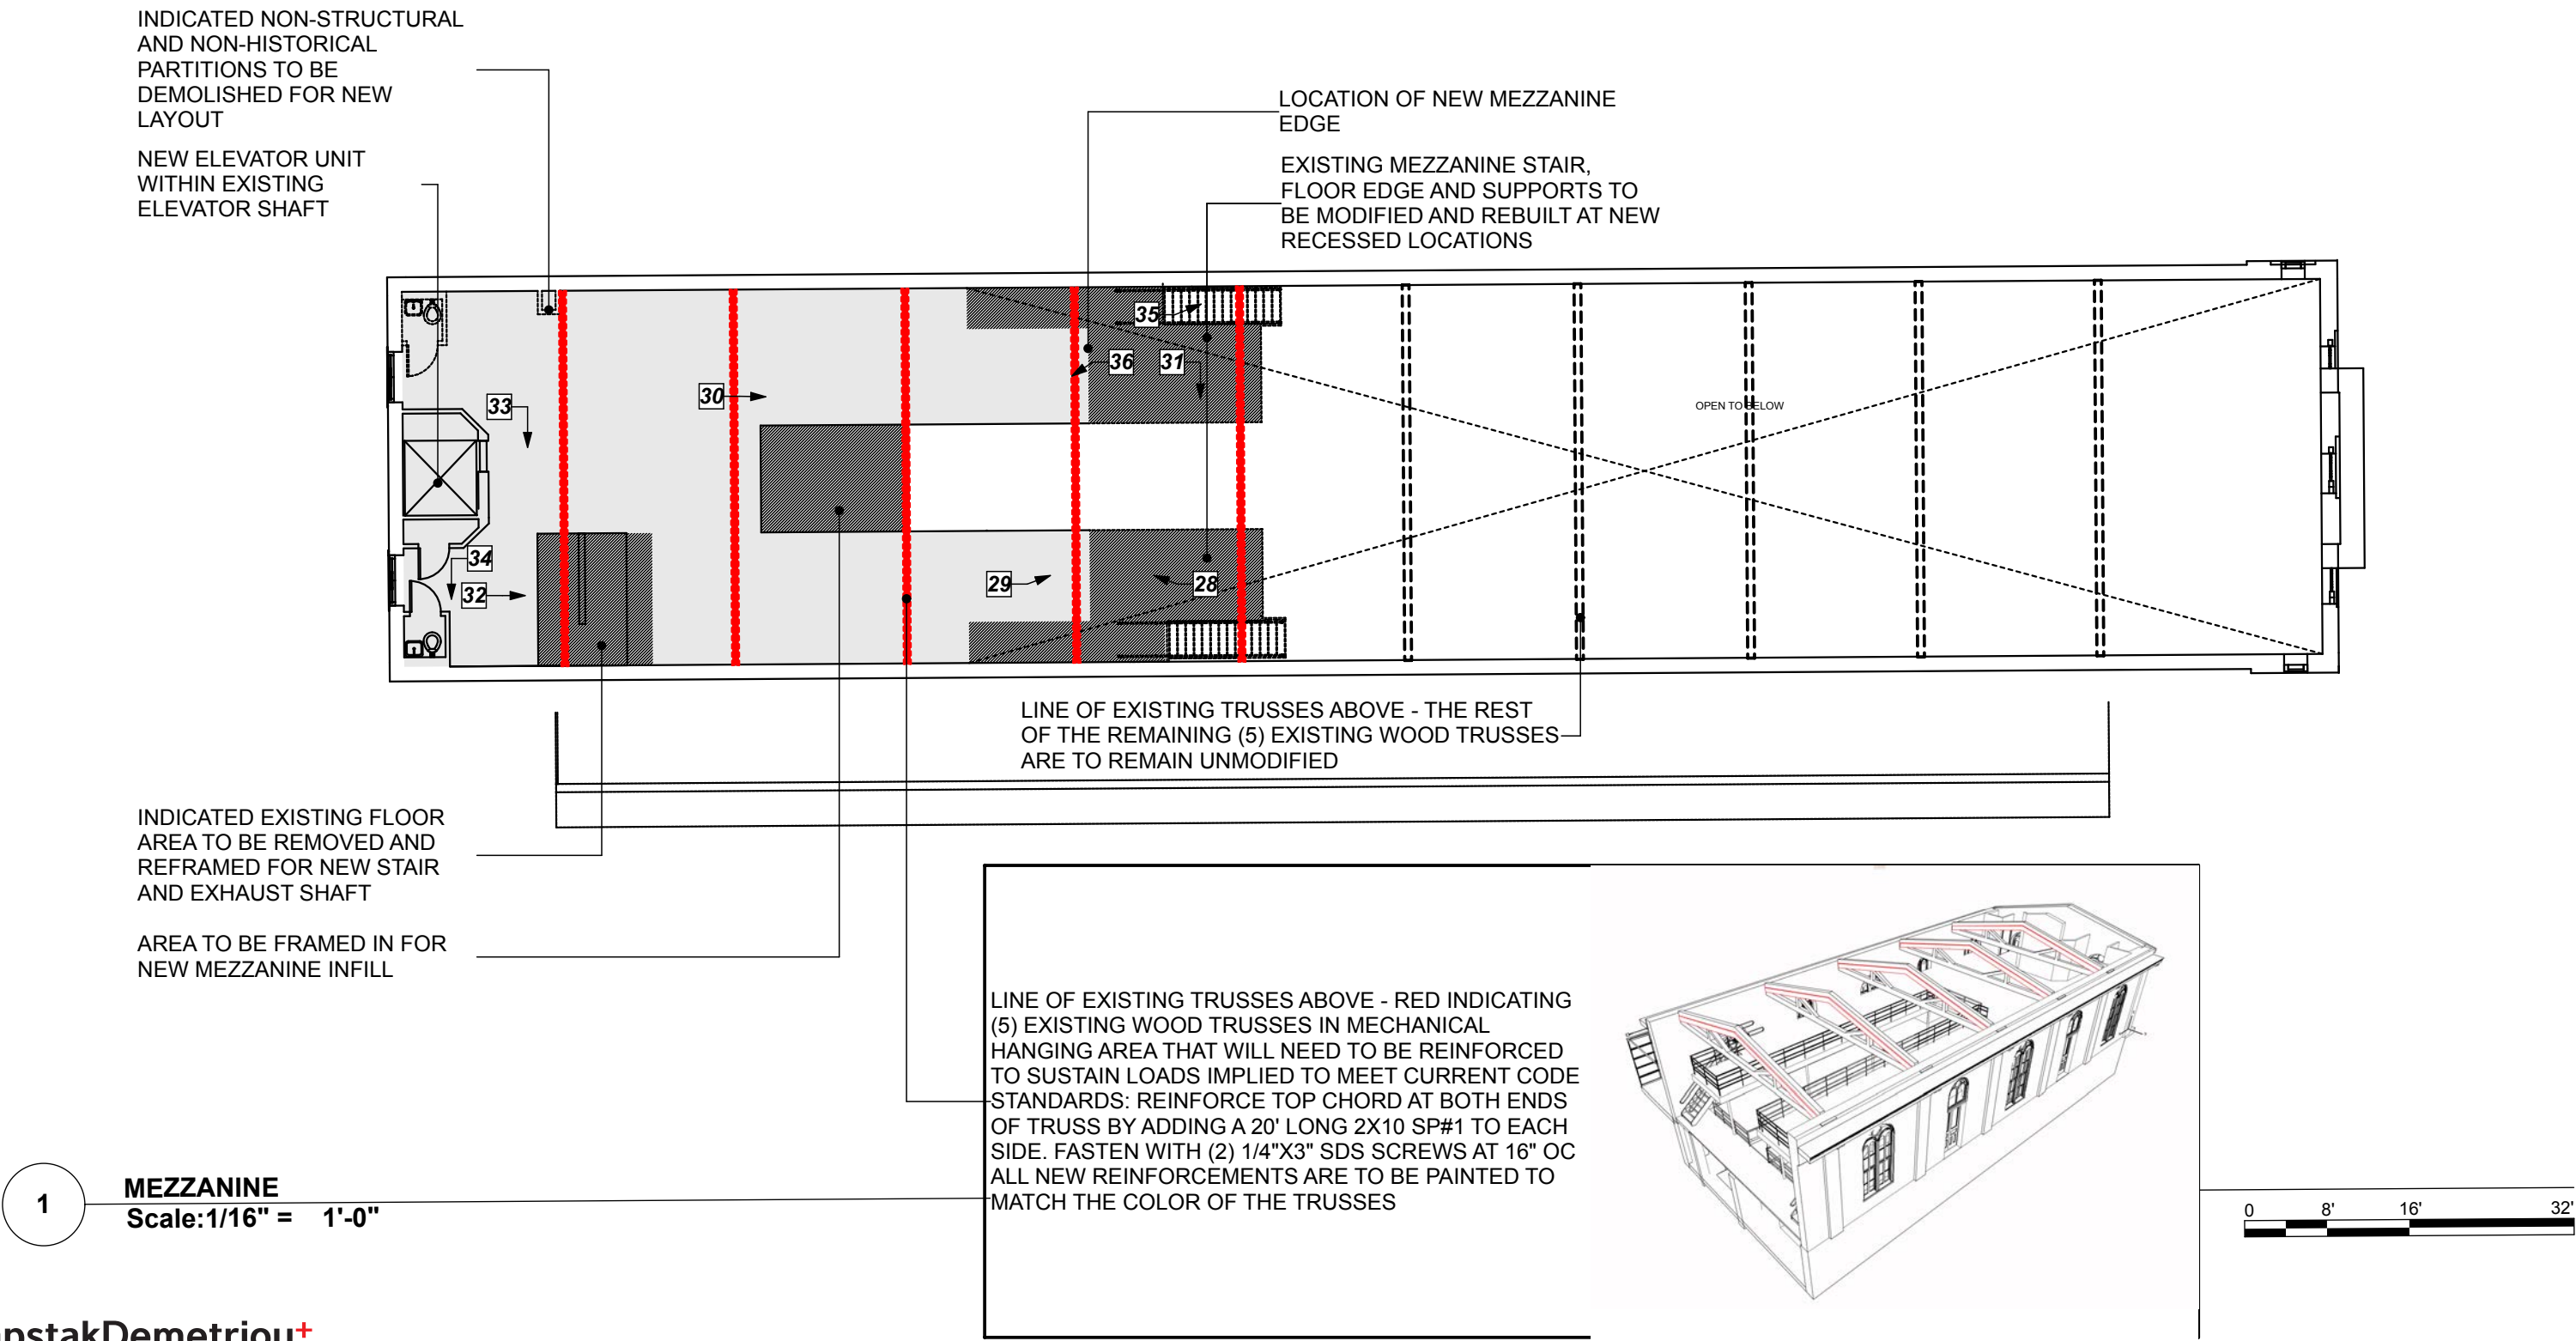 INDICATED NON-STRUCTURAL
AND NON-HISTORICAL
PARTITIONS TO BE
DEMOLISHED FOR NEW
LAYOUT
NEW ELEVATOR UNIT
WITHIN EXISTING
ELEVATOR SHAFT
LOCATION OF NEW MEZZANINE
EDGE
EXISTING MEZZANINE STAIR,
FLOOR EDGE AND SUPPORTS TO
BE MODIFIED AND REBUILT AT NEW
RECESSED LOCATIONS
35
36
31
30
33
OPEN TO BELOW
34
32
29
28
LINE OF EXISTING TRUSSES ABOVE - THE REST
OF THE REMAINING (5) EXISTING WOOD TRUSSES
ARE TO REMAIN UNMODIFIED
INDICATED EXISTING FLOOR
AREA TO BE REMOVED AND
REFRAMED FOR NEW STAIR
AND EXHAUST SHAFT
AREA TO BE FRAMED IN FOR
NEW MEZZANINE INFILL
LINE OF EXISTING TRUSSES ABOVE - RED INDICATING
(5) EXISTING WOOD TRUSSES IN MECHANICAL
HANGING AREA THAT WILL NEED TO BE REINFORCED
TO SUSTAIN LOADS IMPLIED TO MEET CURRENT CODE
STANDARDS: REINFORCE TOP CHORD AT BOTH ENDS
OF TRUSS BY ADDING A 20' LONG 2X10 SP#1 TO EACH
SIDE. FASTEN WITH (2) 1/4"X3" SDS SCREWS AT 16" OC
ALL NEW REINFORCEMENTS ARE TO BE PAINTED TO
MATCH THE COLOR OF THE TRUSSES
1
MEZZANINE
Scale:1/16" = 1'-0"
0 8' 16' 32'
pstakDemetriou+